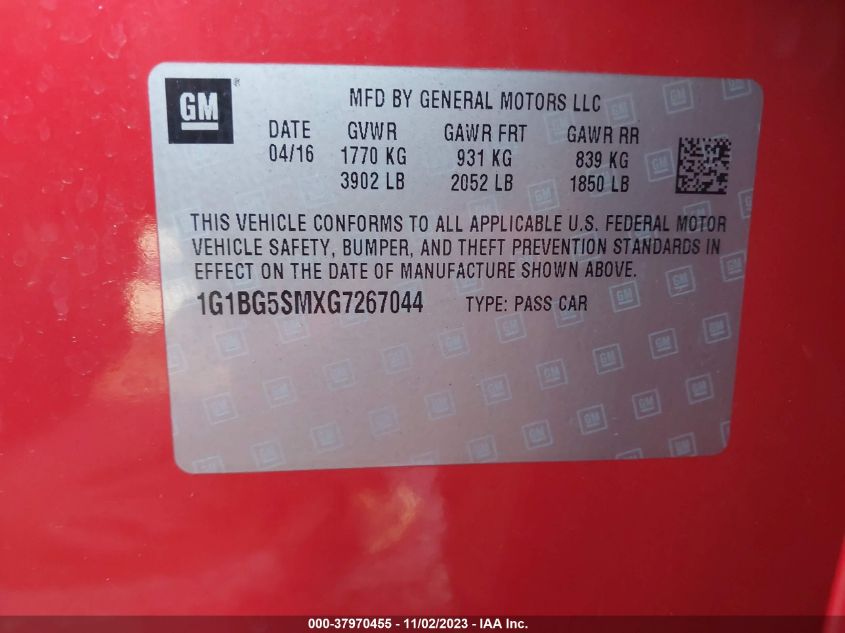 GM
MFD BY GENERAL MOTORS LLC
DATE GVWR GAWR FRT GAWR RR
04/16 1770 KG 931 KG 839 KG
3902 LB 2052 LB 1850 LB
THIS VEHICLE CONFORMS TO ALL APPLICABLE U.S. FEDERAL MOTOR
VEHICLE SAFETY, BUMPER, AND THEFT PREVENTION STANDARDS IN
EFFECT ON THE DATE OF MANUFACTURE SHOWN ABOVE.
1G1BG5SMXG7267044 TYPE: PASS CAR
000-37970455 - 11/02/2023 - IAA Inc.